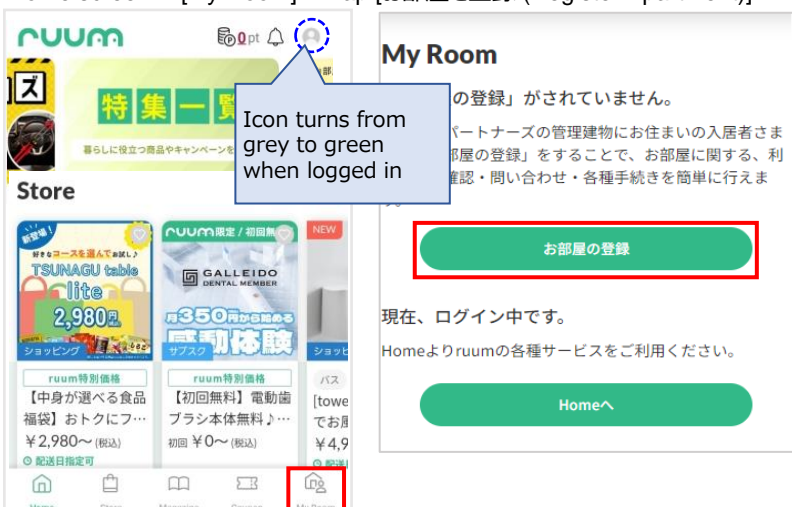 ruum
0pt
特集一覧
暮らしに役立つ商品やキャンペーンを
Icon turns from
grey to green
when logged in
Store
新登場!
好きなコースを選んでお試し♪
TSUNAGU table
lite
2,980
ショッピング
ruum限定 / 初回無
GALLEIDO
DENTAL MEMBER
月350円から始める
感動体験
サブスク
NEW
ショッピ
ruum特別価格
【中身が選べる食品
福袋】おトクにフ…
¥2,980〜 (税込)
配送日指定可
ruum特別価格
【初回無料】電動歯
ブラシ本体無料♪…
初回 ¥0〜 (税込)
バス
[towe
でお風
¥4,9
My Room
の登録」がされていません。
パートナーズの管理建物にお住まいの入居者さま
部屋の登録」をすることで、お部屋に関する、利
確認・問い合わせ・各種手続きを簡単に行えま
お部屋の登録
現在、ログイン中です。
Homeよりruumの各種サービスをご利用ください。
Homeへ